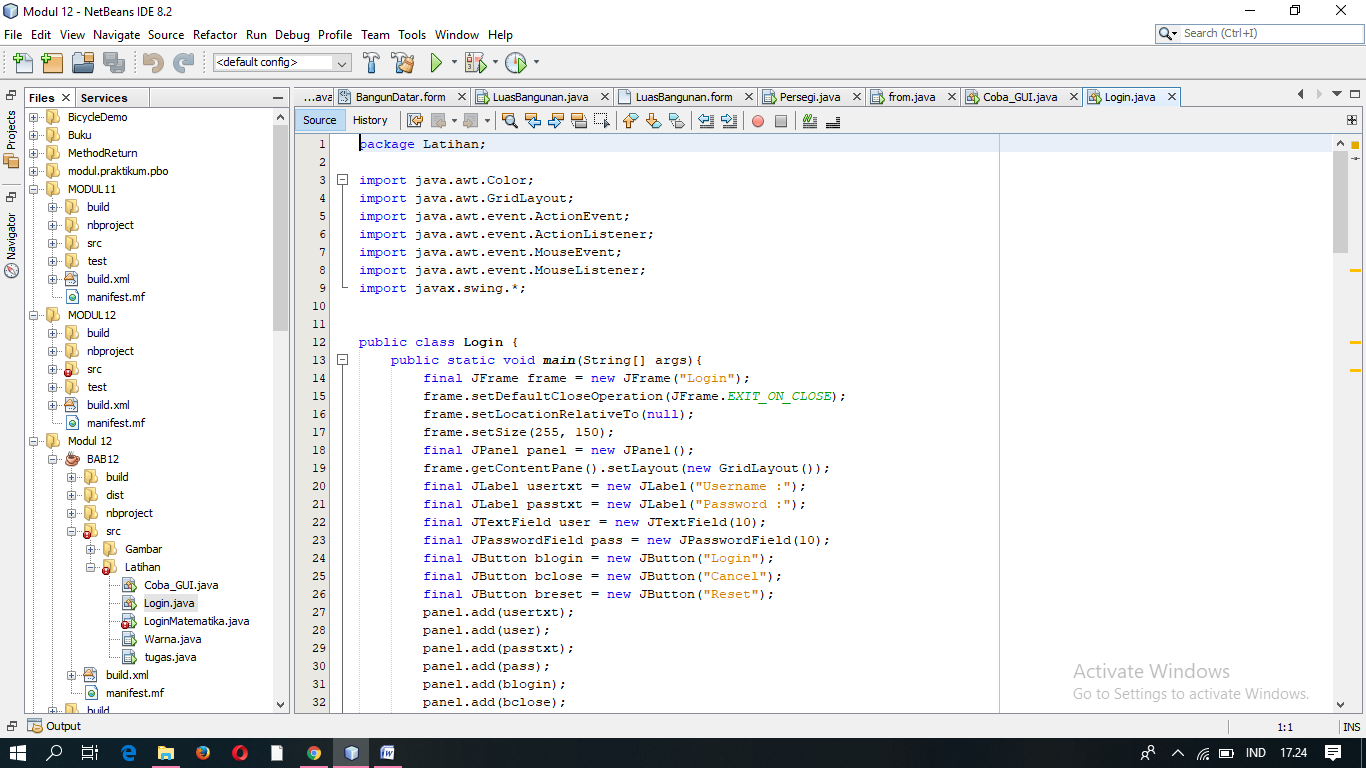 Modul 12 - NetBeans IDE 8.2
File Edit View Navigate Source Refactor Run Debug Profile Team Tools Window Help
Search (Ctrl+I)
<default config>
Files Services
...ava BangunDatar.form LuasBangunan.java LuasBangunan.form Persegi.java from.java Coba_GUI.java Login.java
Source History
Projects
Navigator
BicycleDemo
Buku
MethodReturn
modul.praktikum.pbo
MODUL11
build
nbproject
src
test
build.xml
manifest.mf
MODUL12
build
nbproject
src
test
build.xml
manifest.mf
Modul 12
BAB12
build
dist
nbproject
src
Gambar
Latihan
Coba_GUI.java
Login.java
LoginMatematika.java
Warna.java
tugas.java
build.xml
manifest.mf
build
1 package Latihan;
2
3 import java.awt.Color;
4 import java.awt.GridLayout;
5 import java.awt.event.ActionEvent;
6 import java.awt.event.ActionListener;
7 import java.awt.event.MouseEvent;
8 import java.awt.event.MouseListener;
9 import javax.swing.*;
10
11
12 public class Login {
13 public static void main(String[] args){
14 final JFrame frame = new JFrame("Login");
15 frame.setDefaultCloseOperation(JFrame.EXIT_ON_CLOSE);
16 frame.setLocationRelativeTo(null);
17 frame.setSize(255, 150);
18 final JPanel panel = new JPanel();
19 frame.getContentPane().setLayout(new GridLayout());
20 final JLabel usertxt = new JLabel("Username :");
21 final JLabel passtxt = new JLabel("Password :");
22 final JTextField user = new JTextField(10);
23 final JPasswordField pass = new JPasswordField(10);
24 final JButton blogin = new JButton("Login");
25 final JButton bclose = new JButton("Cancel");
26 final JButton breset = new JButton("Reset");
27 panel.add(usertxt);
28 panel.add(user);
29 panel.add(passtxt);
30 panel.add(pass);
31 panel.add(blogin);
32 panel.add(bclose);
Activate Windows
Go to Settings to activate Windows.
Output
1:1 INS
IND 17.24